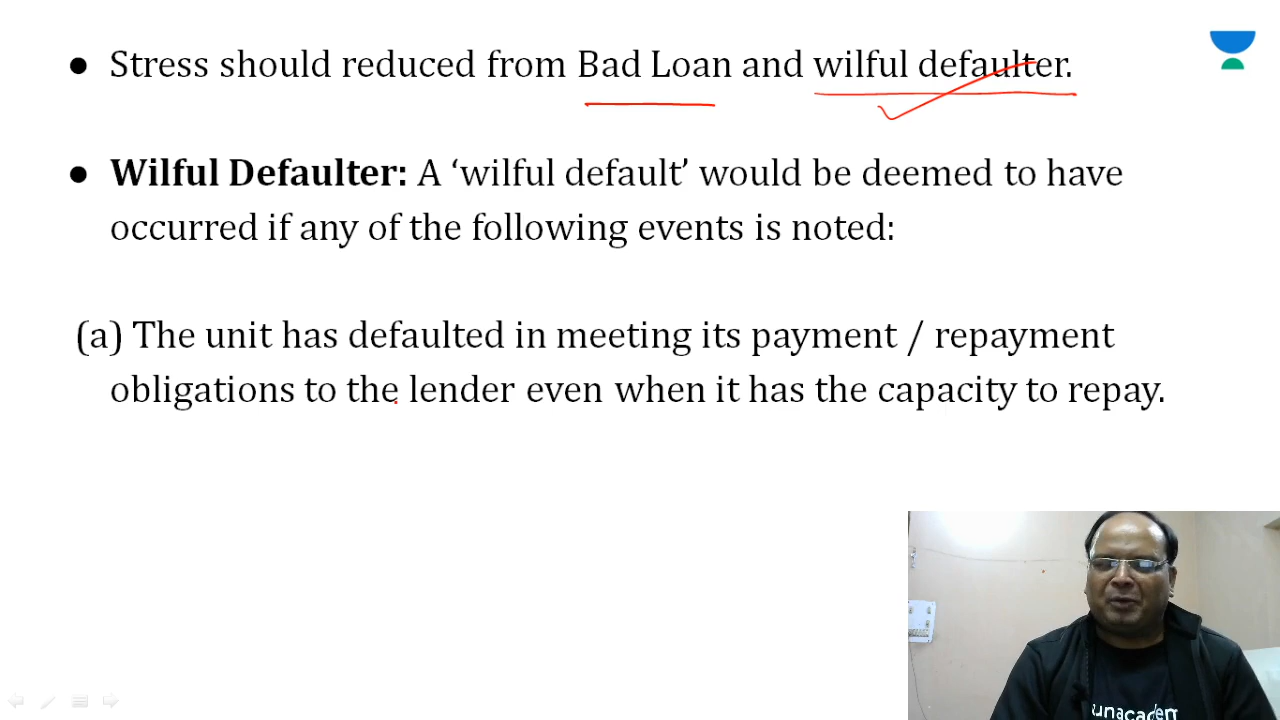 ● Stress should reduced from Bad Loan and wilful defaulter.
● Wilful Defaulter: A ‘wilful default’ would be deemed to have
occurred if any of the following events is noted:
(a) The unit has defaulted in meeting its payment / repayment
obligations to the lender even when it has the capacity to repay.
unacadem